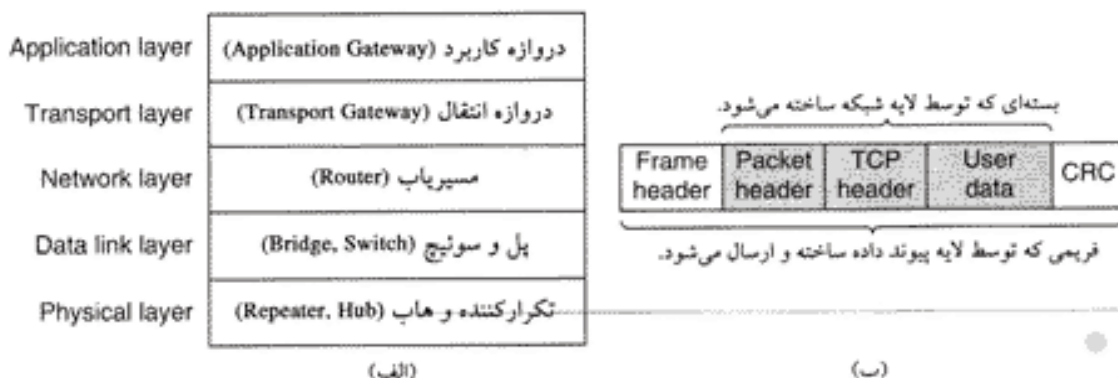 Application layer
دروازه کاربرد (Application Gateway)
Transport layer
دروازه انتقال (Transport Gateway)
Network layer
مسیریاب (Router)
Data link layer
پل و سوئیچ (Bridge, Switch)
Physical layer
تکرارکننده و هاب (Repeater, Hub)
(الف)
بسته‌ای که توسط لایه شبکه ساخته می‌شود.
Frame header
Packet header
TCP header
User data
CRC
فریمی که توسط لایه پیوند داده ساخته و ارسال می‌شود.
(ب)